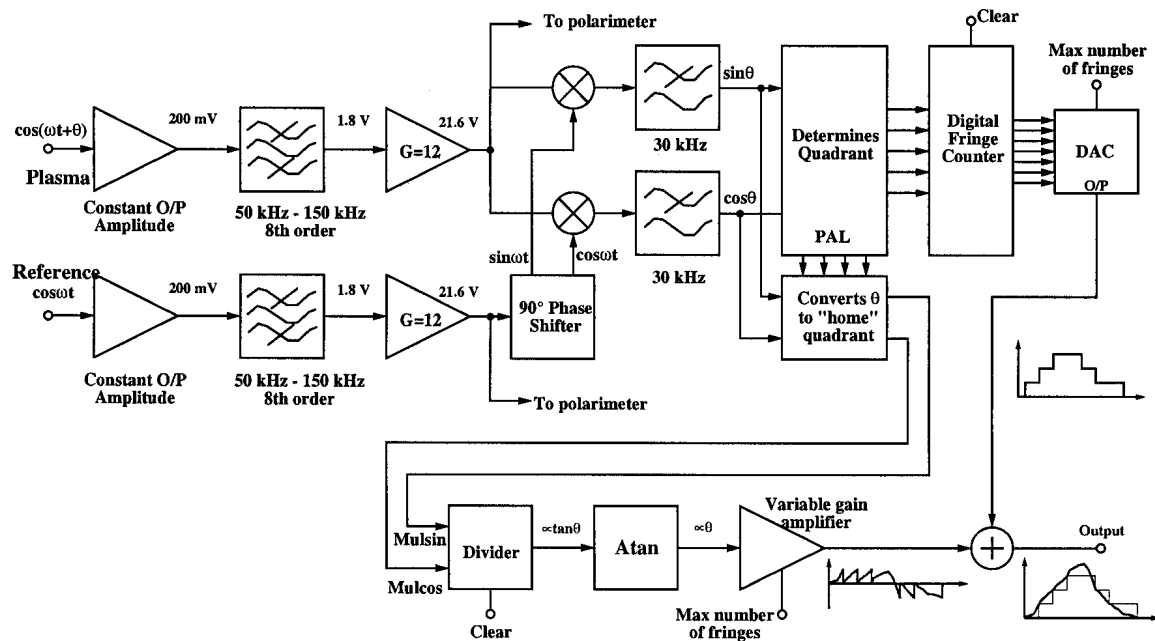 To polarimeter
Clear
Max number
of fringes
cos(ωt+θ)
Plasma
200 mV
1.8 V
G=12
21.6 V
sinθ
30 kHz
Determines
Quadrant
PAL
Digital
Fringe
Counter
DAC
O/P
Constant O/P
Amplitude
50 kHz - 150 kHz
8th order
cosθ
30 kHz
sinωt
cosωt
Reference
cosωt
200 mV
1.8 V
G=12
21.6 V
90° Phase
Shifter
Converts θ
to "home"
quadrant
Constant O/P
Amplitude
50 kHz - 150 kHz
8th order
To polarimeter
Mulsin
Mulcos
Divider
∝tanθ
Atan
∝θ
Variable gain
amplifier
+
Output
Clear
Max number of
fringes